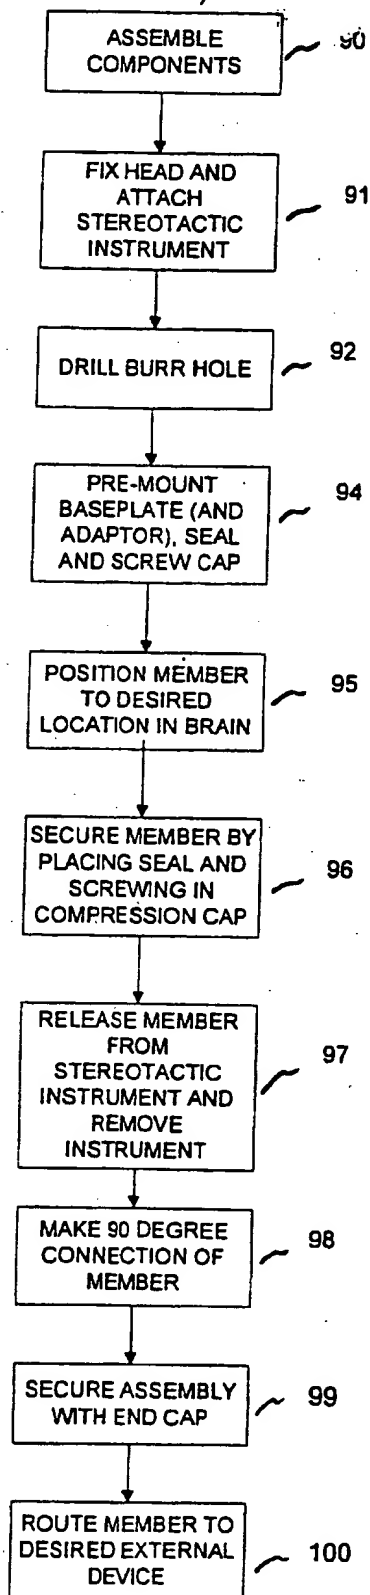 ASSEMBLE
COMPONENTS
90
FIX HEAD AND
ATTACH
STEREOTACTIC
INSTRUMENT
91
DRILL BURR HOLE
92
PRE-MOUNT
BASEPLATE (AND
ADAPTOR), SEAL
AND SCREW CAP
94
POSITION MEMBER
TO DESIRED
LOCATION IN BRAIN
95
SECURE MEMBER BY
PLACING SEAL AND
SCREWING IN
COMPRESSION CAP
96
RELEASE MEMBER
FROM
STEREOTACTIC
INSTRUMENT AND
REMOVE
INSTRUMENT
97
MAKE 90 DEGREE
CONNECTION OF
MEMBER
98
SECURE ASSEMBLY
WITH END CAP
99
ROUTE MEMBER TO
DESIRED EXTERNAL
DEVICE
100